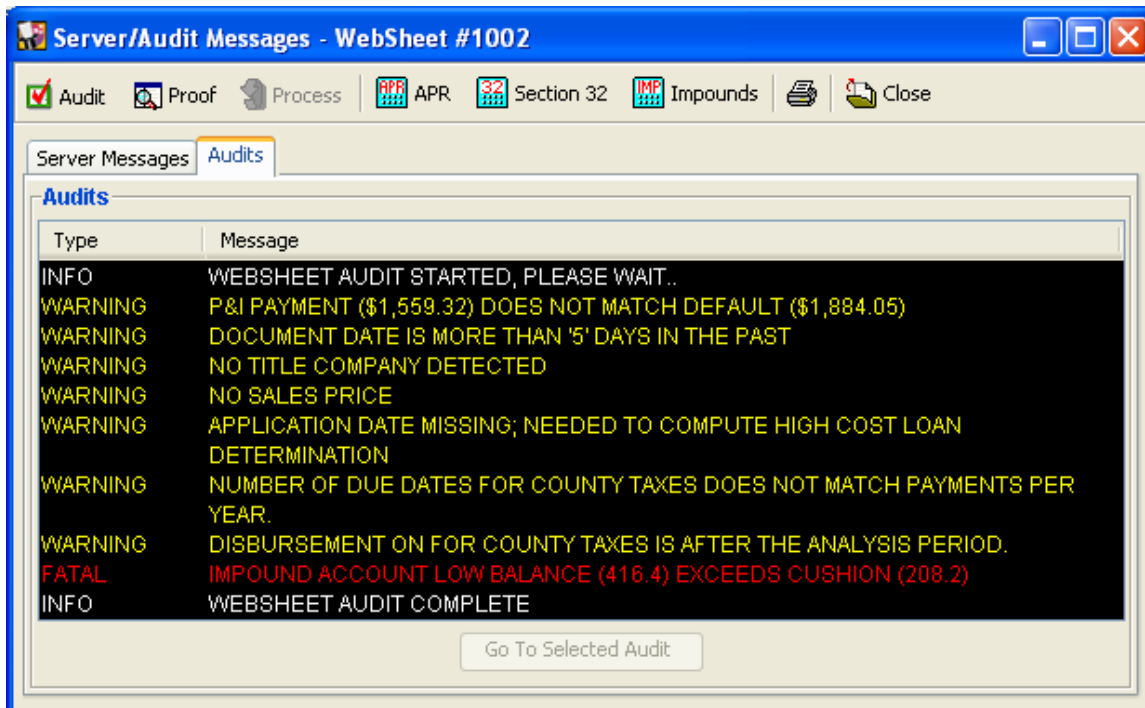 Server/Audit Messages - WebSheet #1002
Audit Proof Process APR APR 32 Section 32 IMP Impounds Close
Server Messages Audits
Audits
Type Message
INFO WEBSHEET AUDIT STARTED, PLEASE WAIT..
WARNING P&I PAYMENT ($1,559.32) DOES NOT MATCH DEFAULT ($1,884.05)
WARNING DOCUMENT DATE IS MORE THAN '5' DAYS IN THE PAST
WARNING NO TITLE COMPANY DETECTED
WARNING NO SALES PRICE
WARNING APPLICATION DATE MISSING; NEEDED TO COMPUTE HIGH COST LOAN
DETERMINATION
WARNING NUMBER OF DUE DATES FOR COUNTY TAXES DOES NOT MATCH PAYMENTS PER
YEAR.
WARNING DISBURSEMENT ON FOR COUNTY TAXES IS AFTER THE ANALYSIS PERIOD.
FATAL IMPOUND ACCOUNT LOW BALANCE (416.4) EXCEEDS CUSHION (208.2)
INFO WEBSHEET AUDIT COMPLETE
Go To Selected Audit